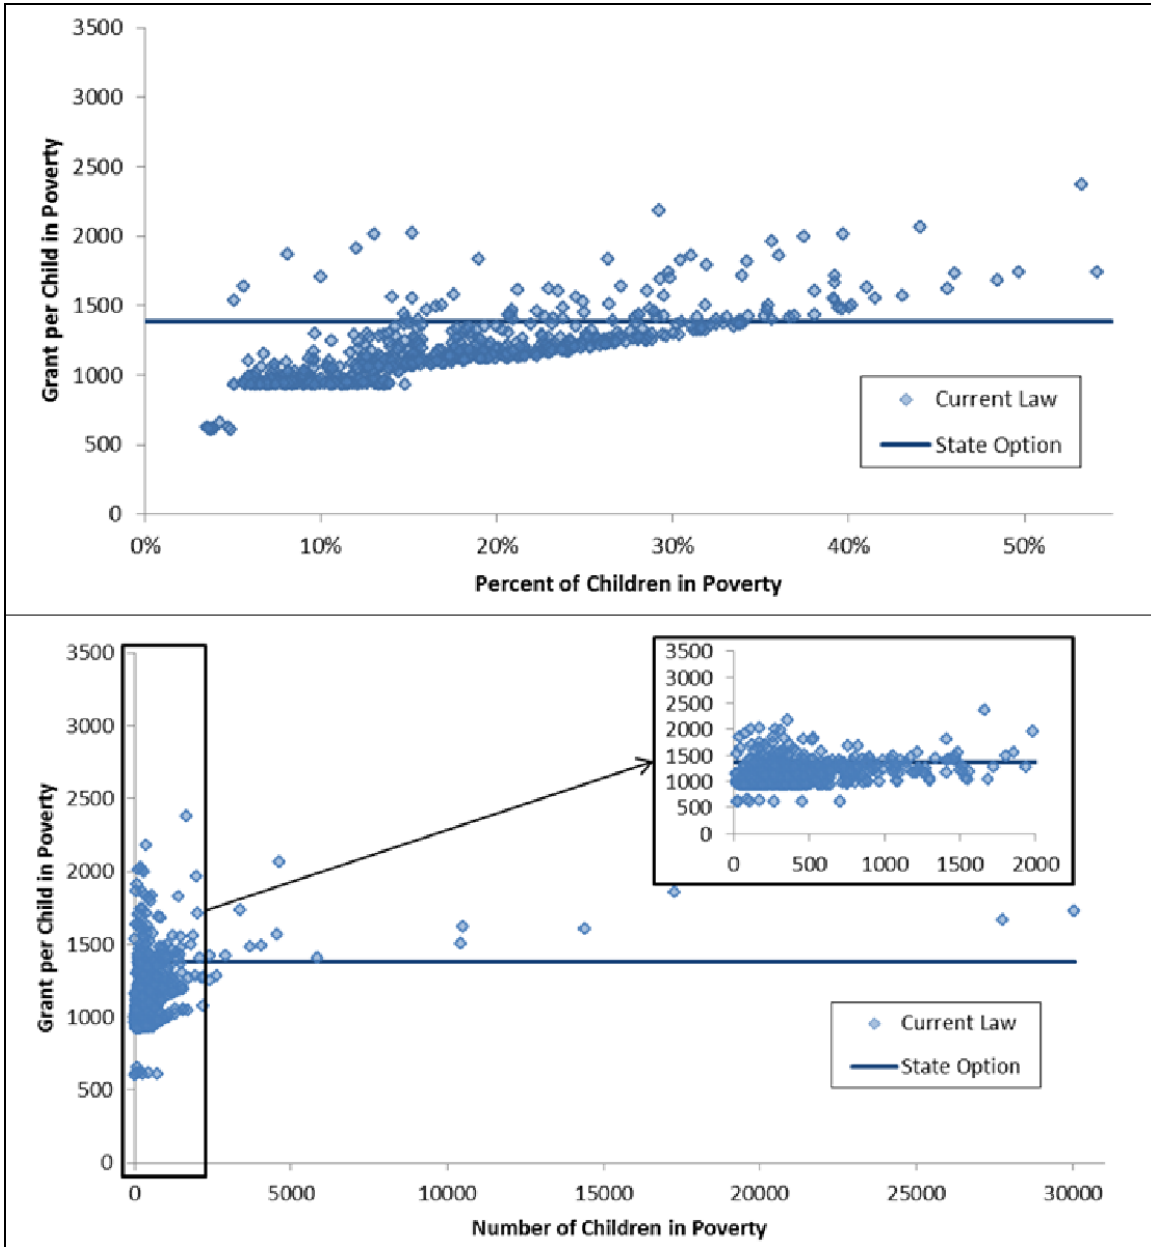 3500
3000
2500
2000
1500
1000
500
0
Grant per Child in Poverty
Current Law
State Option
0% 10% 20% 30% 40% 50%
Percent of Children in Poverty
3500
3000
2500
2000
1500
1000
500
0
Grant per Child in Poverty
3500
3000
2500
2000
1500
1000
500
0
0 500 1000 1500 2000
Current Law
State Option
0 5000 10000 15000 20000 25000 30000
Number of Children in Poverty